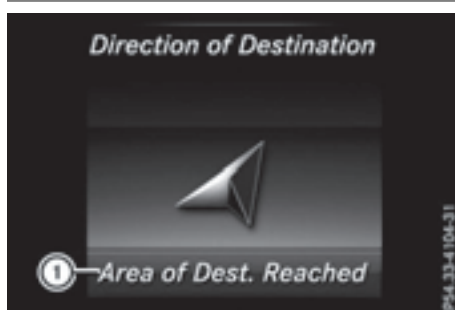 Direction of Destination
1 Area of Dest. Reached
P54.33-4104-31